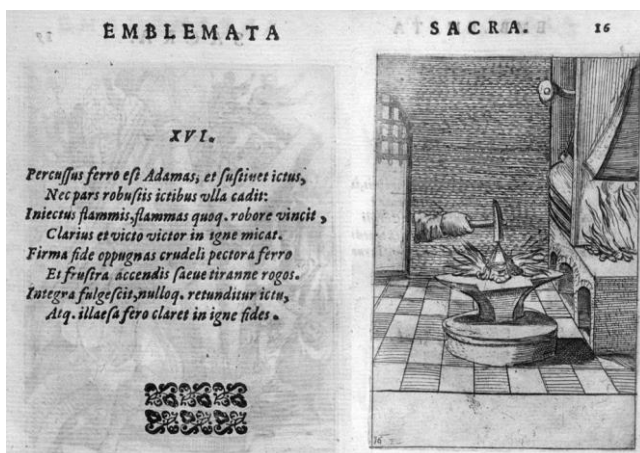 EMBLEMATA
XVI.
Percussus ferro est Adamas, et sustinet ictus,
Nec pars robustis ictibus vlla cadit:
Iniectus flammis, flammas quoq. robore vincit,
Clarius et victo victor in igne micat.
Firma fide oppugnas crudeli pectora ferro
Et frustra accendis saeue tiranne rogos.
Integra fulgescit, nulloq. retunditur ictu,
Atq. illaesa fero claret in igne fides.
SACRA. 16
16